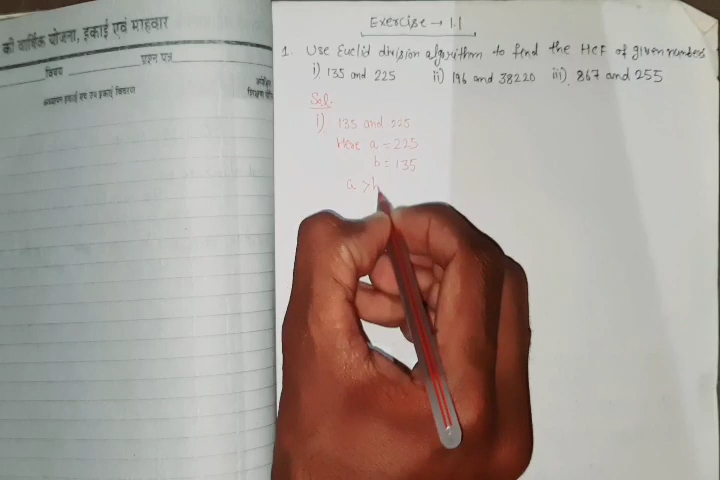 की वार्षिक योजना, इकाई एवं माहवार
विषय प्रश्न पत्र
Exercise → 1.1
1. Use Euclid division algorithm to find the HCF of given numbers
i) 135 and 225 ii) 196 and 38220 iii). 867 and 255
Sol.
i) 135 and 225
Here a = 225
b = 135
a > b